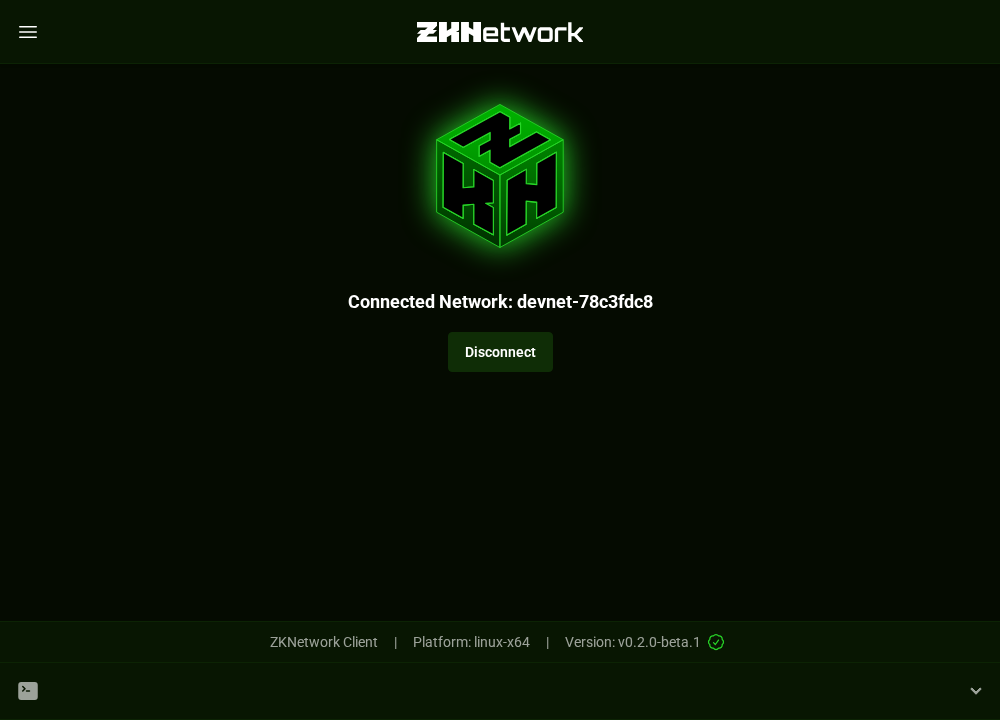 ZKNetwork
Z
K N
Connected Network: devnet-78c3fdc8
Disconnect
ZKNetwork Client | Platform: linux-x64 | Version: v0.2.0-beta.1